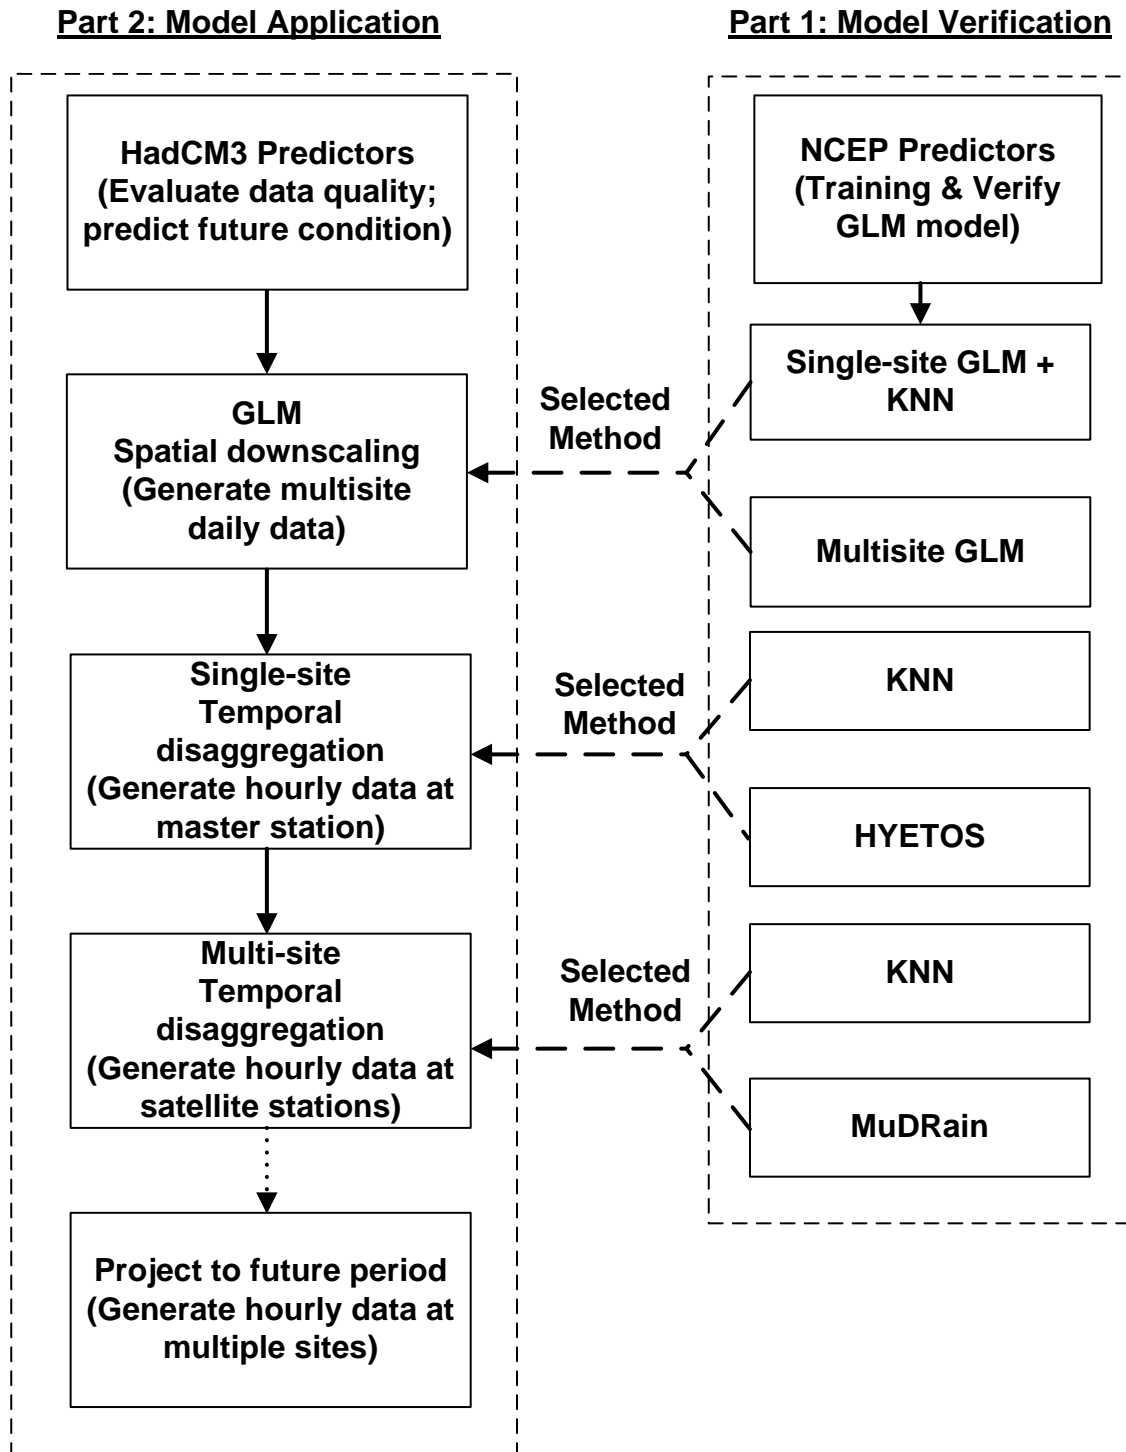 Part 2: Model Application
HadCM3 Predictors
(Evaluate data quality;
predict future condition)
GLM
Spatial downscaling
(Generate multisite
daily data)
Single-site
Temporal
disaggregation
(Generate hourly data at
master station)
Multi-site
Temporal
disaggregation
(Generate hourly data at
satellite stations)
Project to future period
(Generate hourly data at
multiple sites)
Selected
Method
Selected
Method
Selected
Method
Part 1: Model Verification
NCEP Predictors
(Training & Verify
GLM model)
Single-site GLM +
KNN
Multisite GLM
KNN
HYETOS
KNN
MuDRain